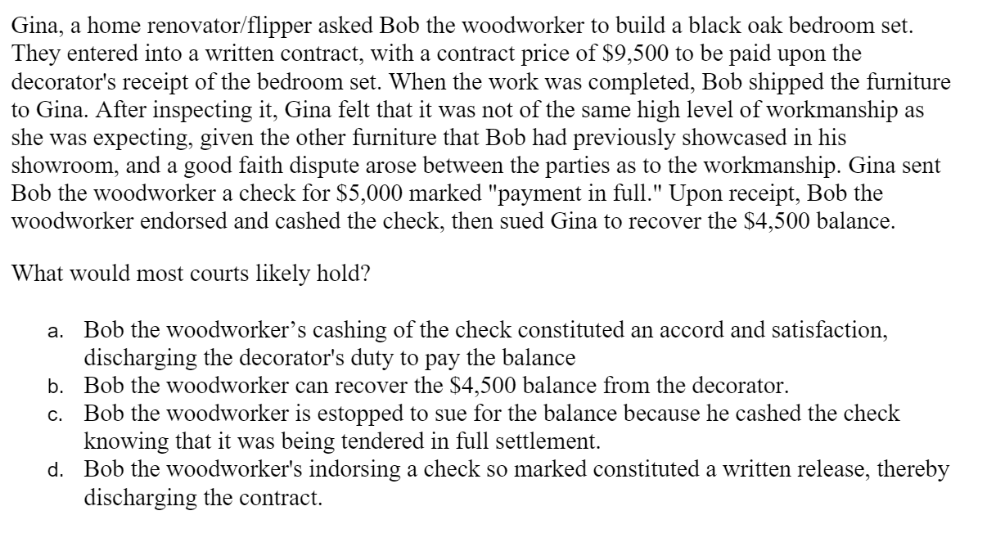 Gina, a home renovator/flipper asked Bob the woodworker to build a black oak bedroom set.
They entered into a written contract, with a contract price of $9,500 to be paid upon the
decorator's receipt of the bedroom set. When the work was completed, Bob shipped the furniture
to Gina. After inspecting it, Gina felt that it was not of the same high level of workmanship as
she was expecting, given the other furniture that Bob had previously showcased in his
showroom, and a good faith dispute arose between the parties as to the workmanship. Gina sent
Bob the woodworker a check for $5,000 marked "payment in full." Upon receipt, Bob the
woodworker endorsed and cashed the check, then sued Gina to recover the $4,500 balance.
What would most courts likely hold?
a. Bob the woodworker’s cashing of the check constituted an accord and satisfaction,
discharging the decorator's duty to pay the balance
b. Bob the woodworker can recover the $4,500 balance from the decorator.
c. Bob the woodworker is estopped to sue for the balance because he cashed the check
knowing that it was being tendered in full settlement.
d. Bob the woodworker's indorsing a check so marked constituted a written release, thereby
discharging the contract.